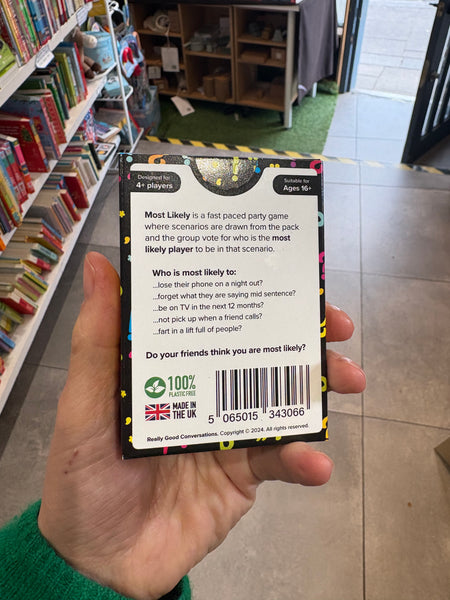 Designed for
4+ players
Suitable for
Ages 16+
Most Likely is a fast paced party game
where scenarios are drawn from the pack
and the group vote for who is the most
likely player to be in that scenario.
Who is most likely to:
...lose their phone on a night out?
...forget what they are saying mid sentence?
...be on TV in the next 12 months?
...not pick up when a friend calls?
...fart in a lift full of people?
Do your friends think you are most likely?
100%
PLASTIC FREE
MADE IN
THE UK
5 065015 343066
Really Good Conversations. Copyright © 2024. All rights reserved.